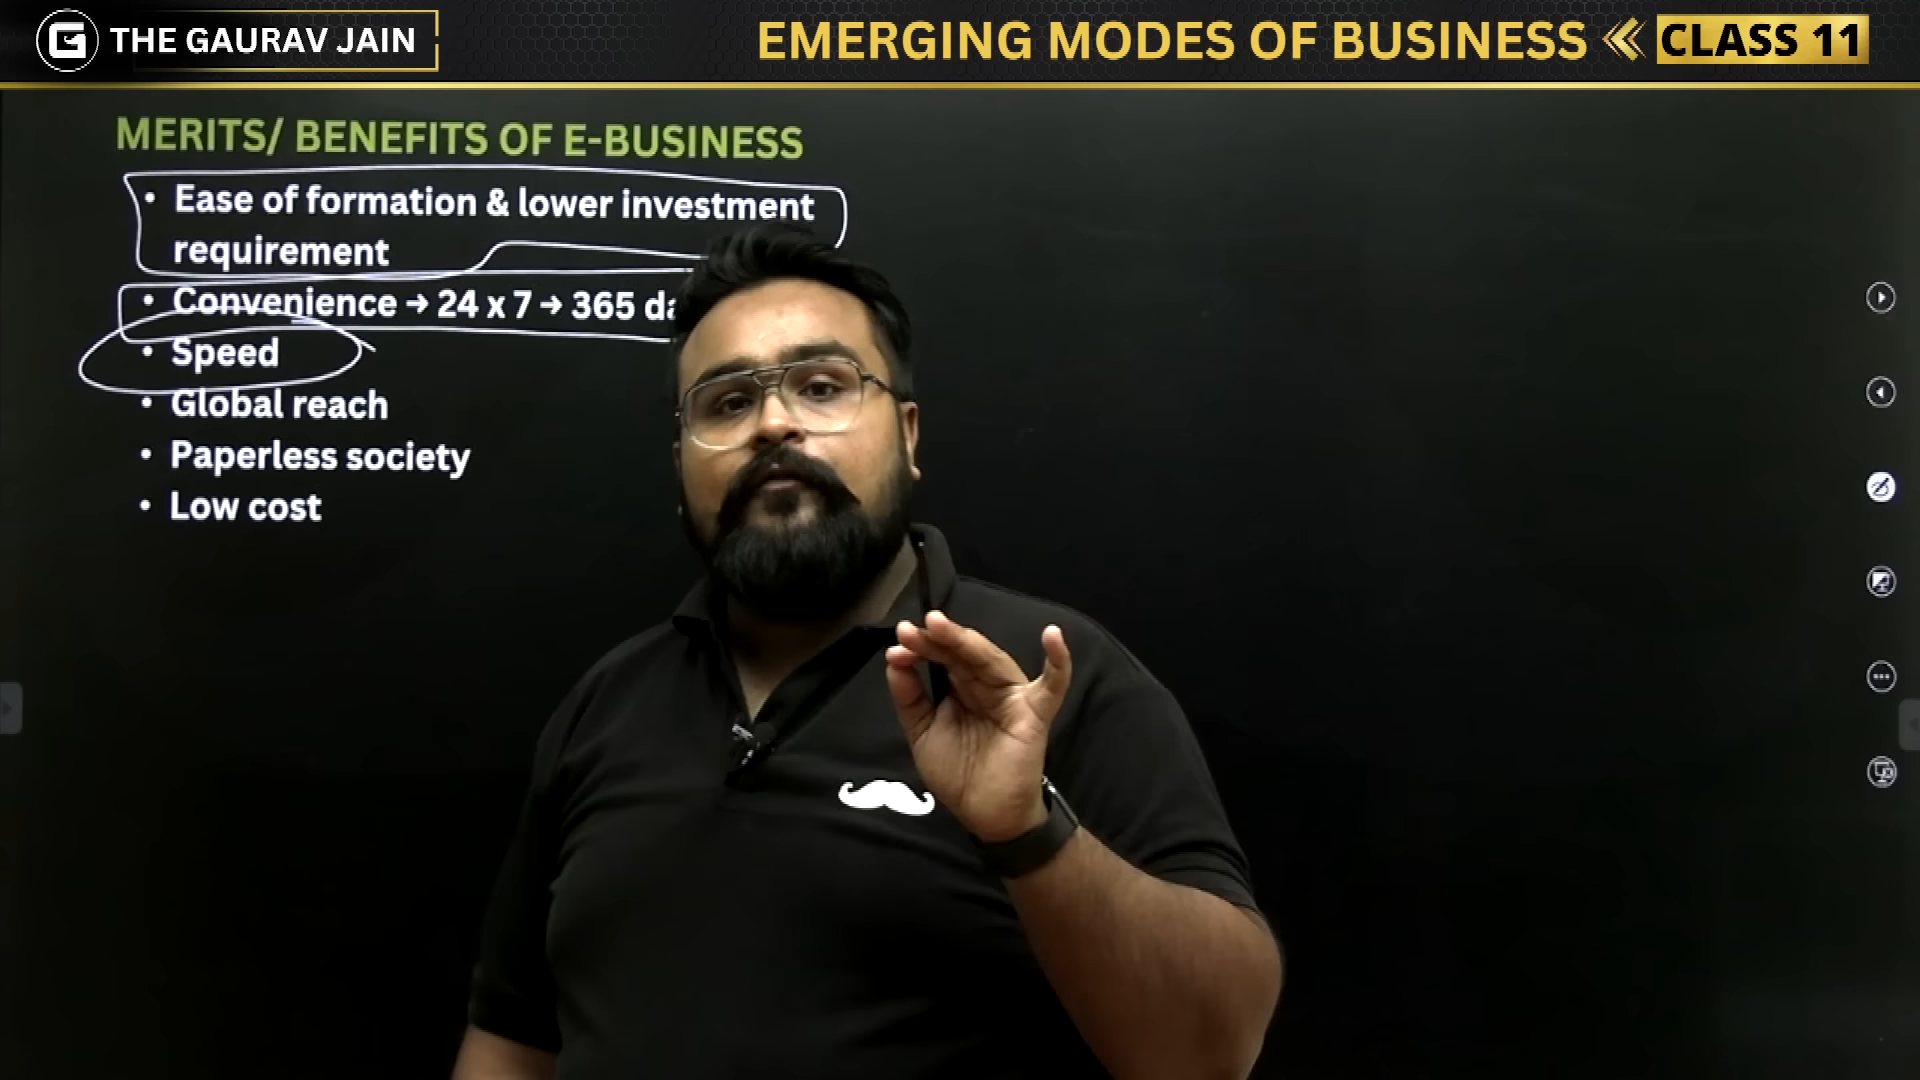 G THE GAURAV JAIN
EMERGING MODES OF BUSINESS
CLASS 11
MERITS/ BENEFITS OF E-BUSINESS
• Ease of formation & lower investment
requirement
• Convenience → 24 x 7 → 365
• Speed
• Global reach
• Paperless society
• Low cost